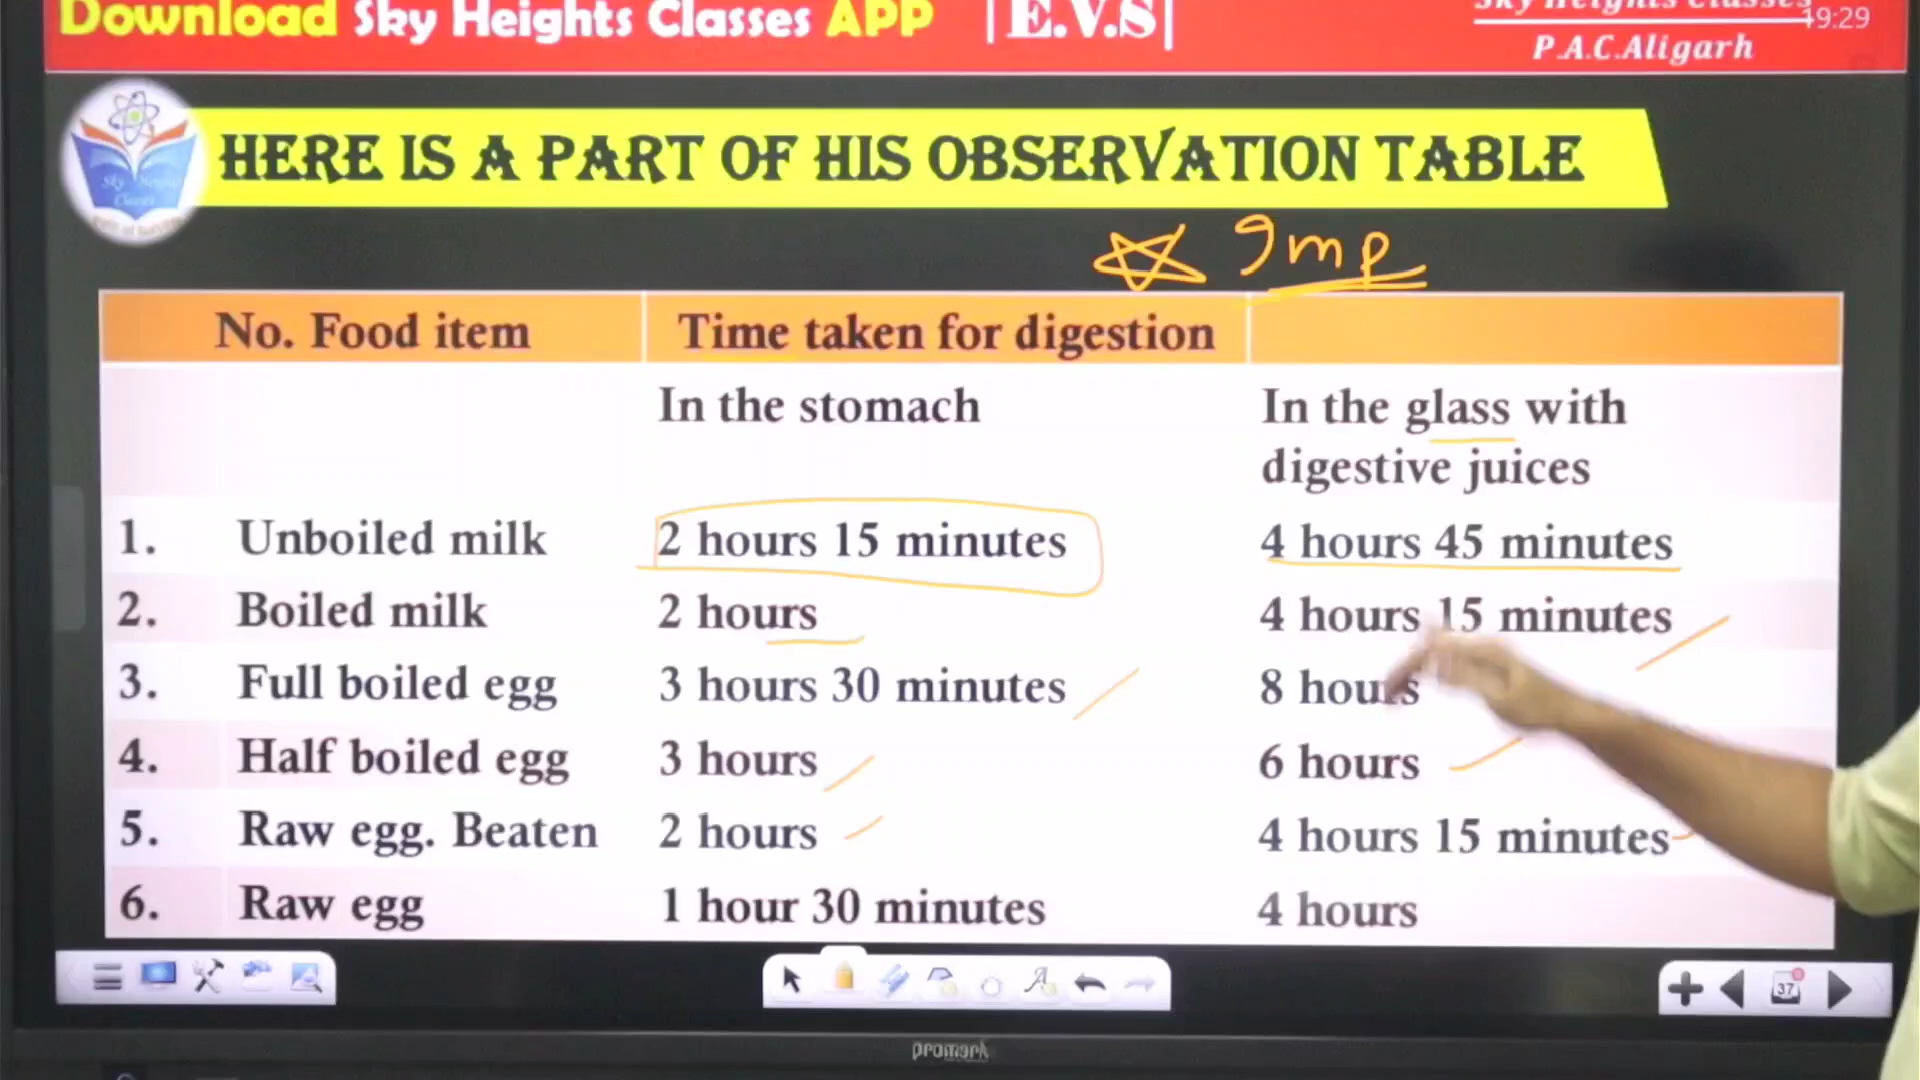 Download Sky Heights Classes APP |E.V.S|
Sky Heights Classes
19:29
P.A.C.Aligarh
HERE IS A PART OF HIS OBSERVATION TABLE
Imp
No. Food item Time taken for digestion
In the stomach In the glass with
digestive juices
1. Unboiled milk 2 hours 15 minutes 4 hours 45 minutes
2. Boiled milk 2 hours 4 hours 15 minutes
3. Full boiled egg 3 hours 30 minutes 8 hours
4. Half boiled egg 3 hours 6 hours
5. Raw egg. Beaten 2 hours 4 hours 15 minutes
6. Raw egg 1 hour 30 minutes 4 hours
37
promark